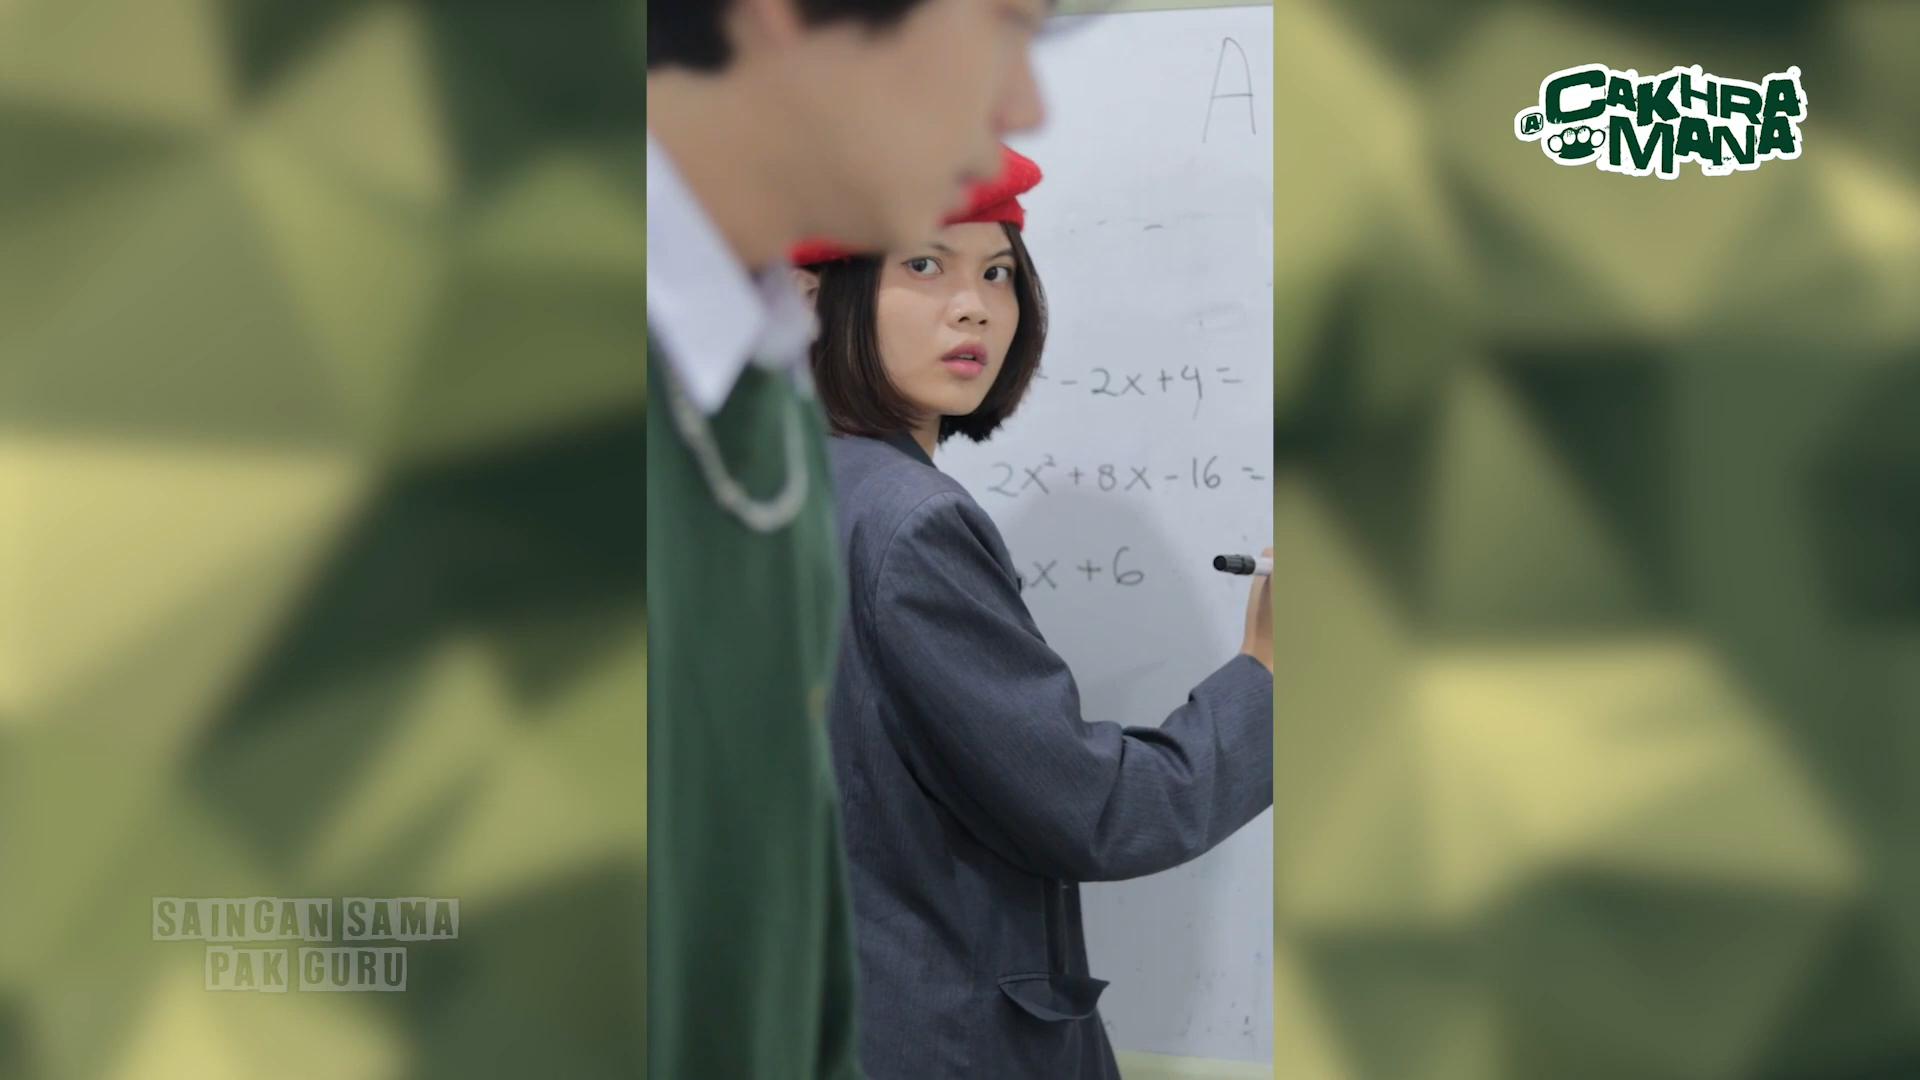 CAKHRA
MANA
A
- 2x + 4 =
2x² + 8x - 16 =
x + 6
SAINGAN SAMA
PAK GURU